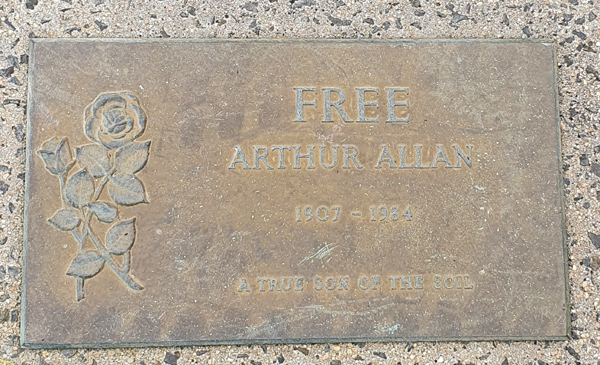 FREE
ARTHUR ALLAN
1907 - 1984
A TRUE SON OF THE SOIL